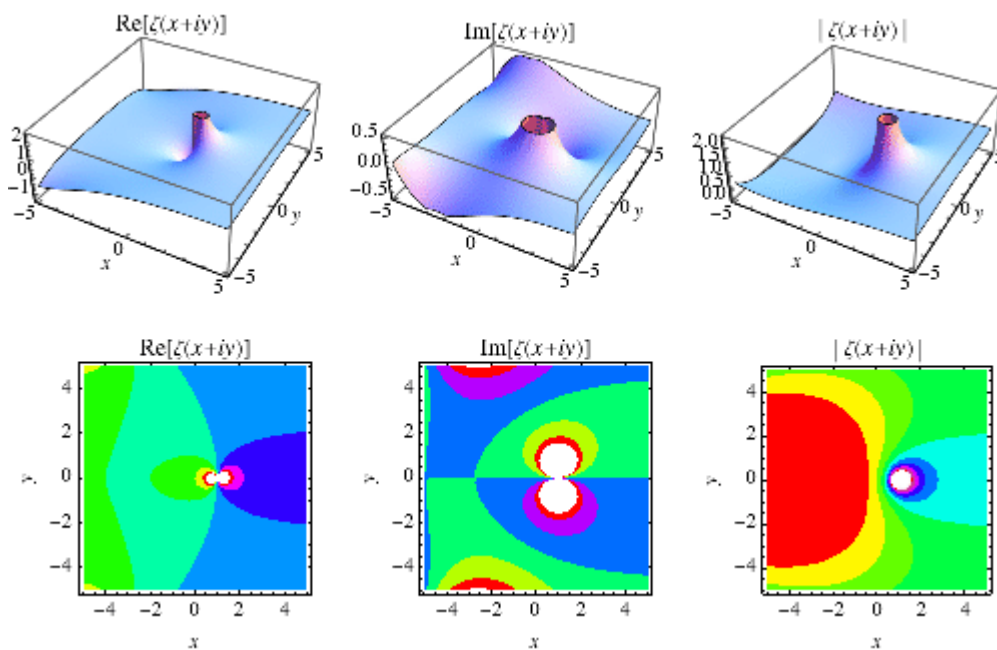 Re[ζ(x+iy)] Im[ζ(x+iy)] |ζ(x+iy)|
2 1 0 −1 −5 0 5 x −5 0 5 y
0.5 0.0 −0.5 −5 0 5 x −5 0 5 y
2.0 1.5 1.0 0.0 −5 0 5 x −5 0 5 y
Re[ζ(x+iy)] Im[ζ(x+iy)] |ζ(x+iy)|
4 4 4
2 2 2
y 0 y 0 y 0
−2 −2 −2
−4 −4 −4
−4 −2 0 2 4 −4 −2 0 2 4 −4 −2 0 2 4
x x x